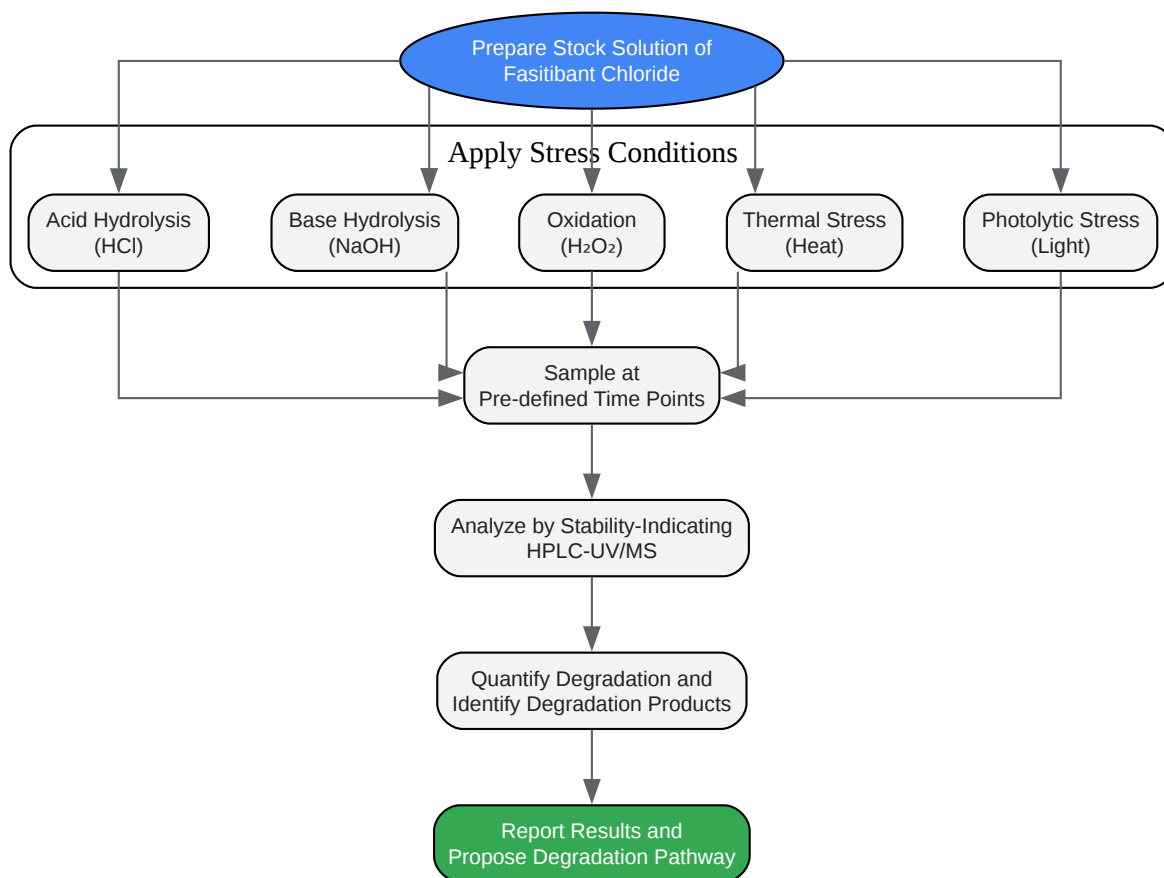 Prepare Stock Solution of
Fasitibant Chloride
Apply Stress Conditions
Acid Hydrolysis
(HCl)
Base Hydrolysis
(NaOH)
Oxidation
(H₂O₂)
Thermal Stress
(Heat)
Photolytic Stress
(Light)
Sample at
Pre-defined Time Points
Analyze by Stability-Indicating
HPLC-UV/MS
Quantify Degradation and
Identify Degradation Products
Report Results and
Propose Degradation Pathway